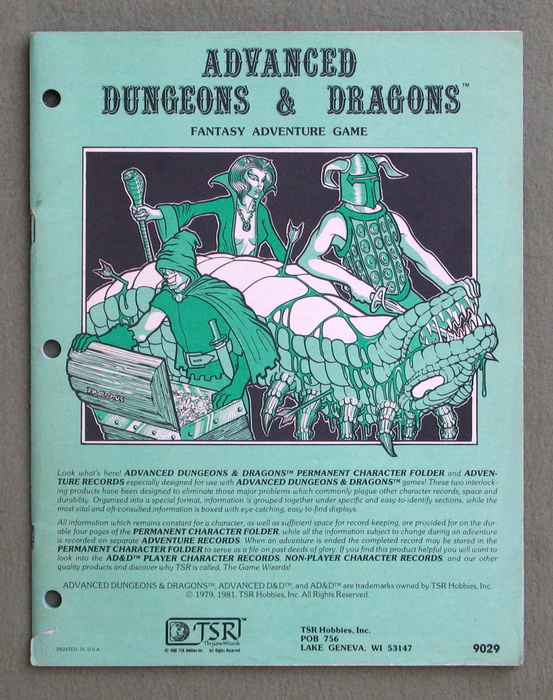 ADVANCED
DUNGEONS & DRAGONS™
FANTASY ADVENTURE GAME
Look what's here! ADVANCED DUNGEONS & DRAGONS™ PERMANENT CHARACTER FOLDER and ADVEN-
TURE RECORDS especially designed for use with ADVANCED DUNGEONS & DRAGONS™ games! These two interlock-
ing products have been designed to eliminate those major problems which commonly plague other character records, space and
durability. Organized into a special format, information is grouped together under specific and easy-to-identify sections, while the
most vital and oft-consulted information is boxed with eye-catching, easy-to-find displays.
All information which remains constant for a character, as well as sufficient space for record-keeping, are provided for on the dur-
able four pages of the PERMANENT CHARACTER FOLDER, while all the information subject to change during an adventure
is recorded on separate ADVENTURE RECORDS. When an adventure is ended the completed record may be stored in the
PERMANENT CHARACTER FOLDER to serve as a file on past deeds of glory. If you find this product helpful you will want to
look into the AD&D™ PLAYER CHARACTER RECORDS, NON-PLAYER CHARACTER RECORDS, and our other
quality products and discover why TSR is called, The Game Wizards!
ADVANCED DUNGEONS & DRAGONS™, ADVANCED D&D™, and AD&D™ are trademarks owned by TSR Hobbies, Inc.
© 1979, 1981, TSR Hobbies, Inc. All Rights Reserved.
TSR™
The Game Wizards
© 1980 TSR Hobbies Inc. All Rights Reserved
TSR Hobbies, Inc.
POB 756
LAKE GENEVA, WI 53147
PRINTED IN U.S.A.
9029